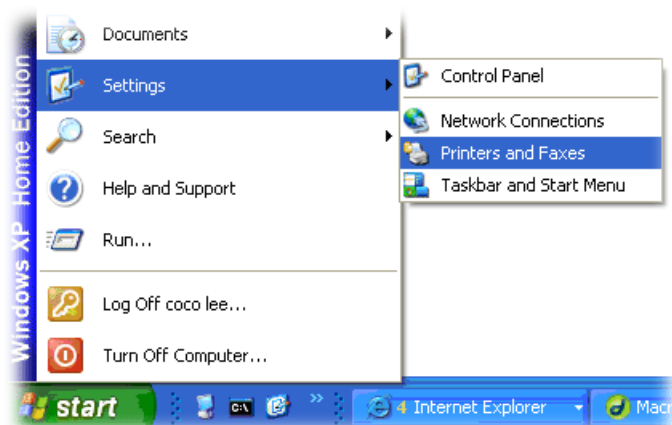 Windows XP Home Edition
Documents
Settings
Search
Help and Support
Run...
Log Off coco lee...
Turn Off Computer...
Control Panel
Network Connections
Printers and Faxes
Taskbar and Start Menu
start
C:\
»
4 Internet Explorer
Macr